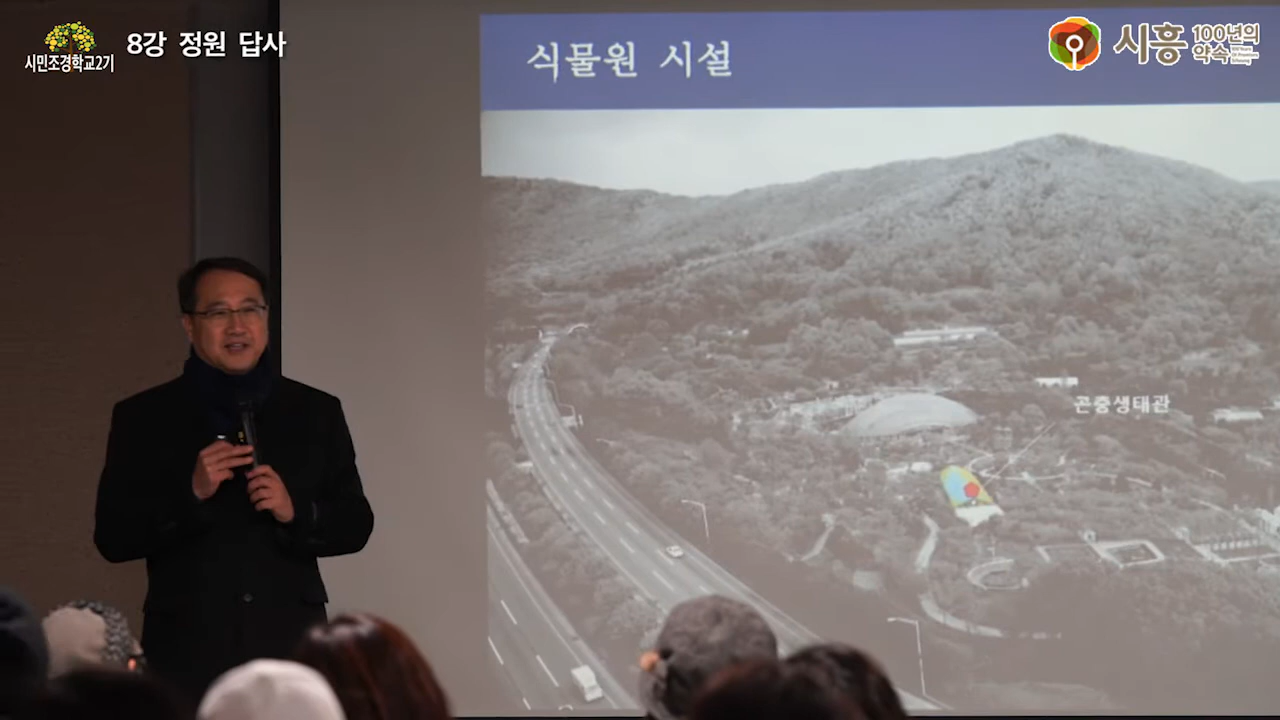 시민조경학교2기
8강 정원 답사
시흥
100년의
약속
식물원 시설
곤충생태관